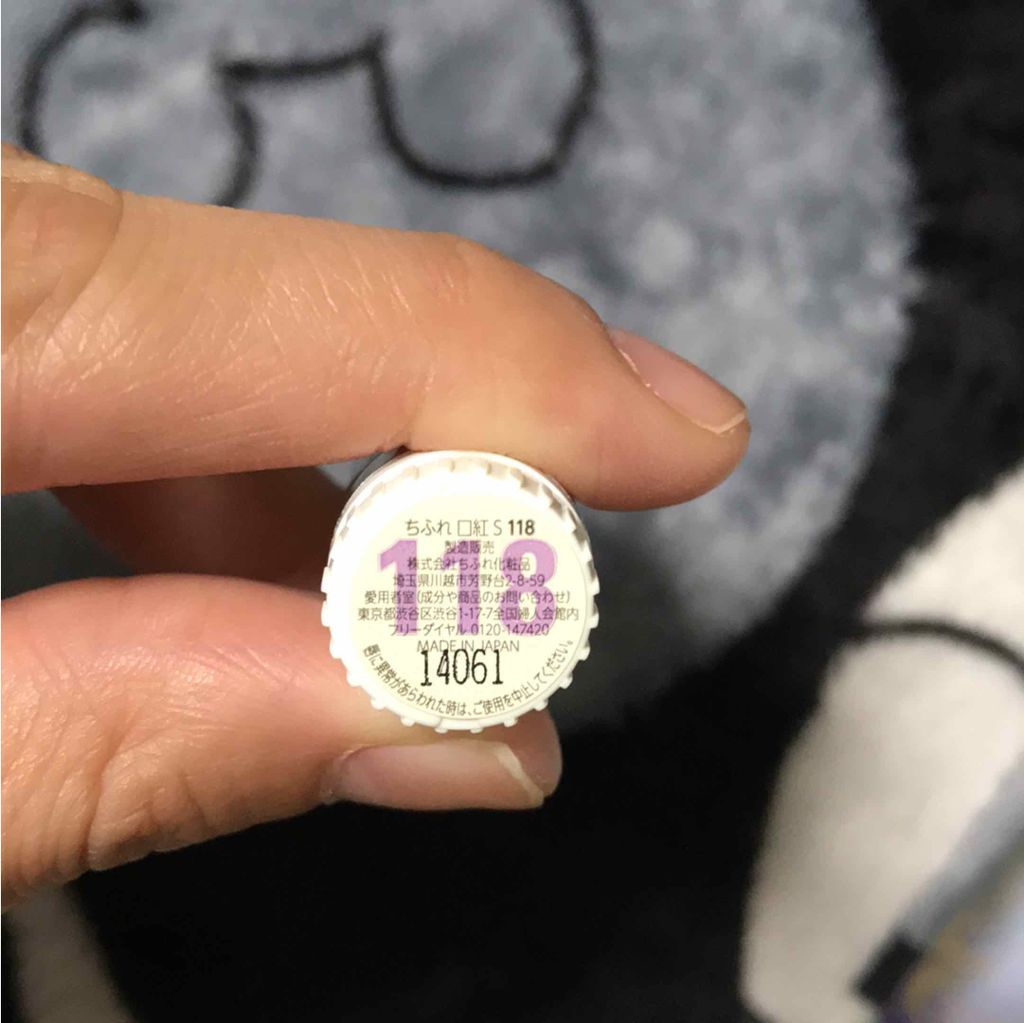 ちふれ 口紅 S 118
118
製造販売
株式会社ちふれ化粧品
埼玉県川越市芳野台2-8-59
愛用者室(成分や商品のお問い合わせ)
東京都渋谷区渋谷1-17-7全国婦人会館内
フリーダイヤル 0120-147420
MADE IN JAPAN
14061
唇に異常があらわれた時は、ご使用を中止してください。